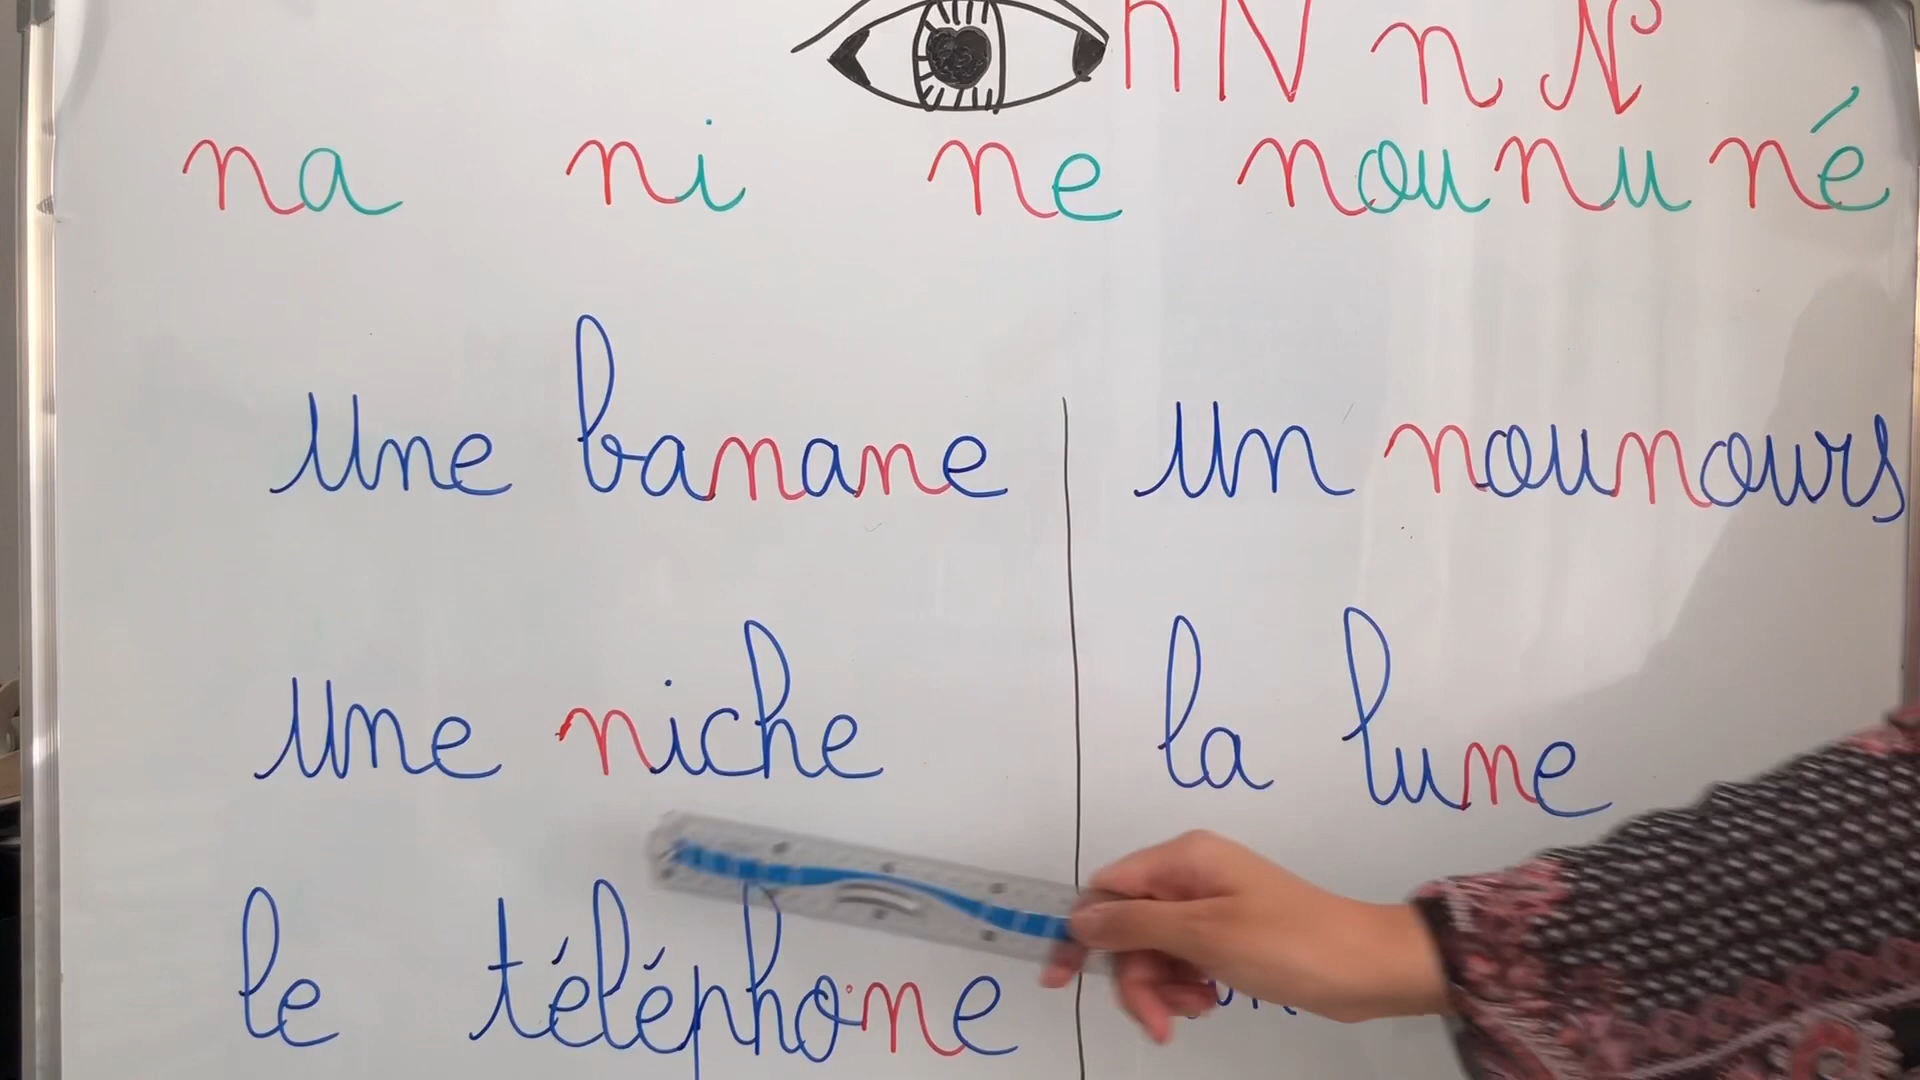 n N n N
na ni ne nou nu né
une banane un nounours
une niche la lune
le téléphone